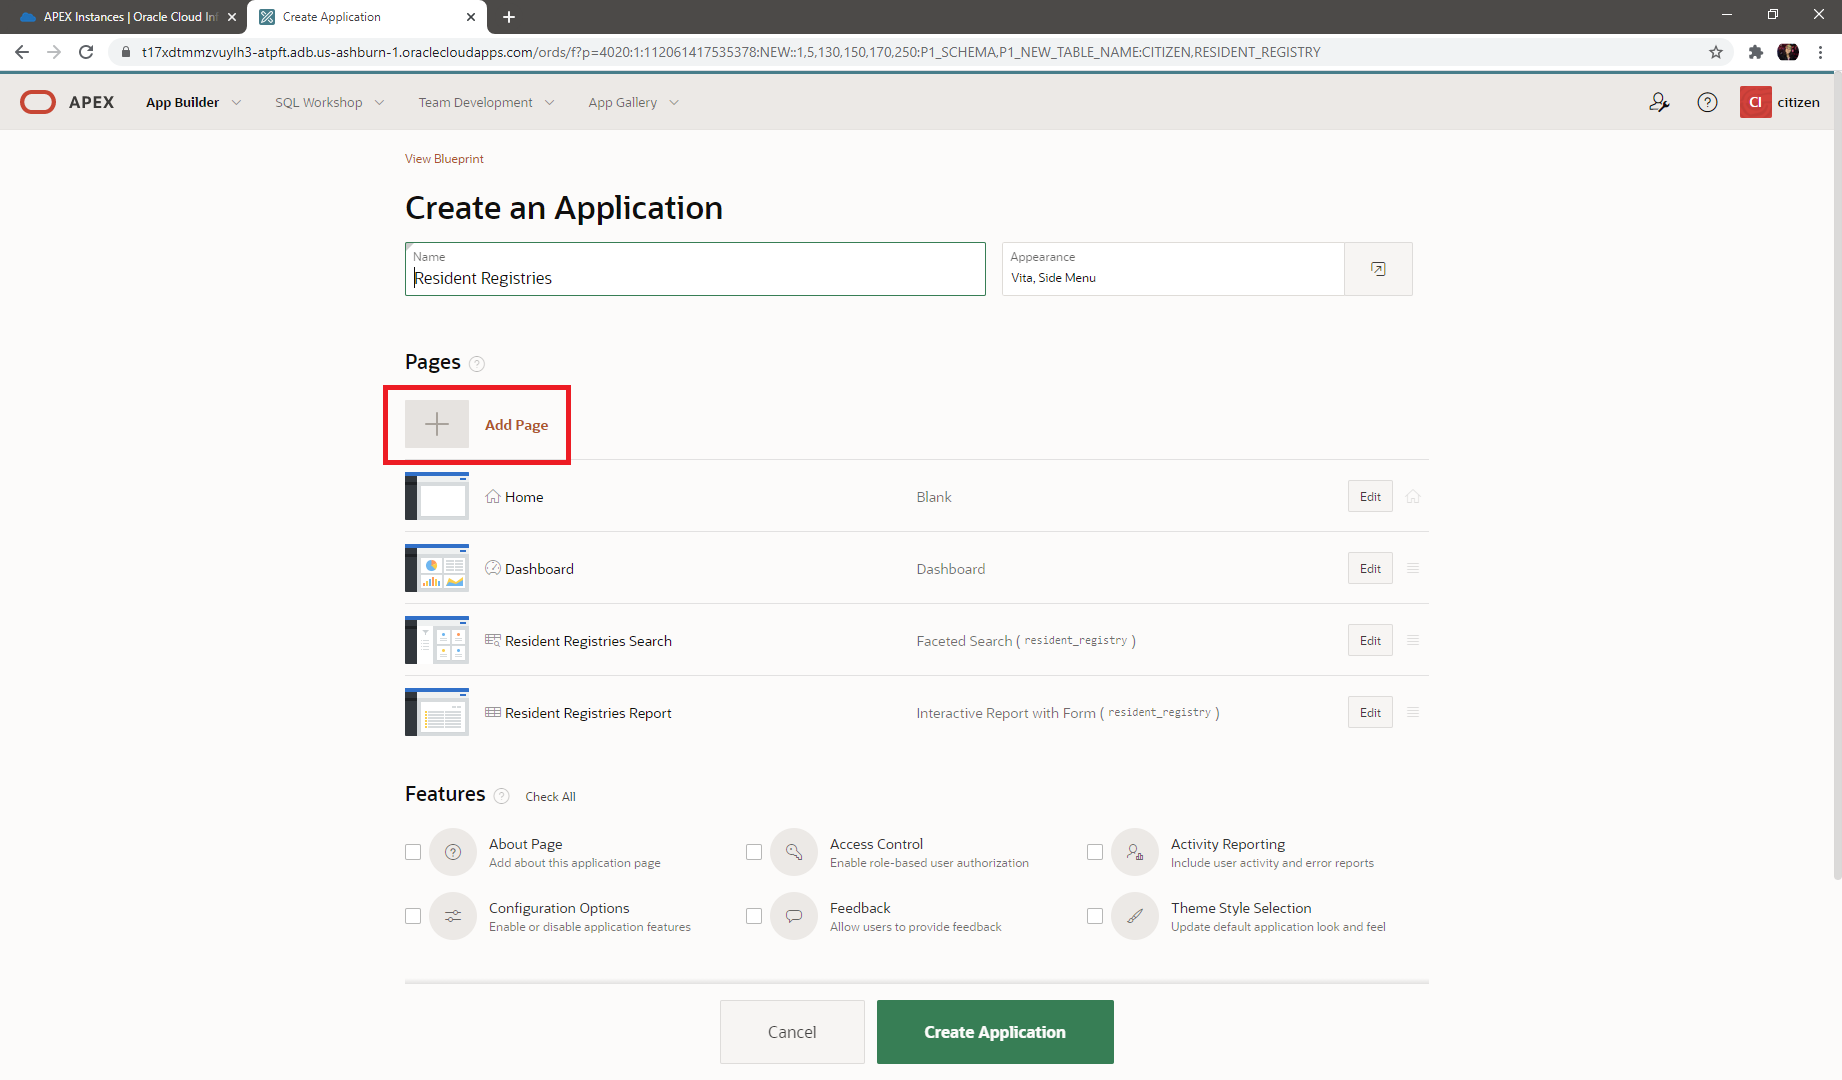 APEX Instances | Oracle Cloud Inf
Create Application
t17xdtmmzvuylh3-atpft.adb.us-ashburn-1.oraclecloudapps.com/ords/f?p=4020:1:112061417535378:NEW::1,5,130,150,170,250:P1_SCHEMA,P1_NEW_TABLE_NAME:CITIZEN,RESIDENT_REGISTRY
APEX App Builder SQL Workshop Team Development App Gallery CI citizen
View Blueprint
Create an Application
Name
Resident Registries
Appearance
Vita, Side Menu
Pages ?
Add Page
Home Blank Edit
Dashboard Dashboard Edit
Resident Registries Search Faceted Search ( resident_registry ) Edit
Resident Registries Report Interactive Report with Form ( resident_registry ) Edit
Features ? Check All
About Page
Add about this application page
Access Control
Enable role-based user authorization
Activity Reporting
Include user activity and error reports
Configuration Options
Enable or disable application features
Feedback
Allow users to provide feedback
Theme Style Selection
Update default application look and feel
Cancel Create Application